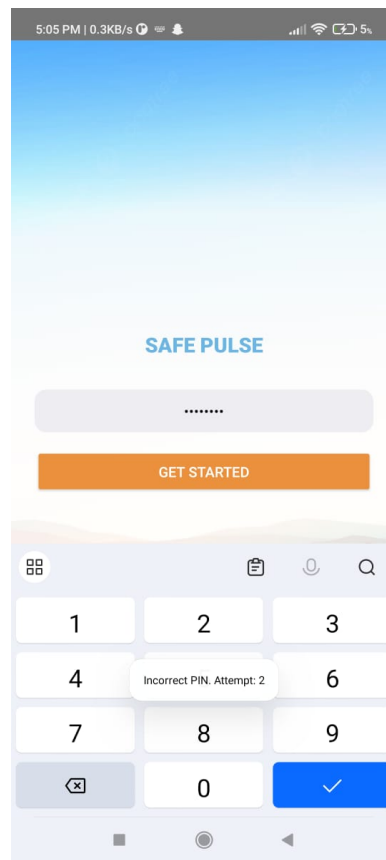 5:05 PM | 0.3KB/s 5%
SAFE PULSE
••••••••
GET STARTED
1 2 3
4 6
Incorrect PIN. Attempt: 2
7 8 9
0